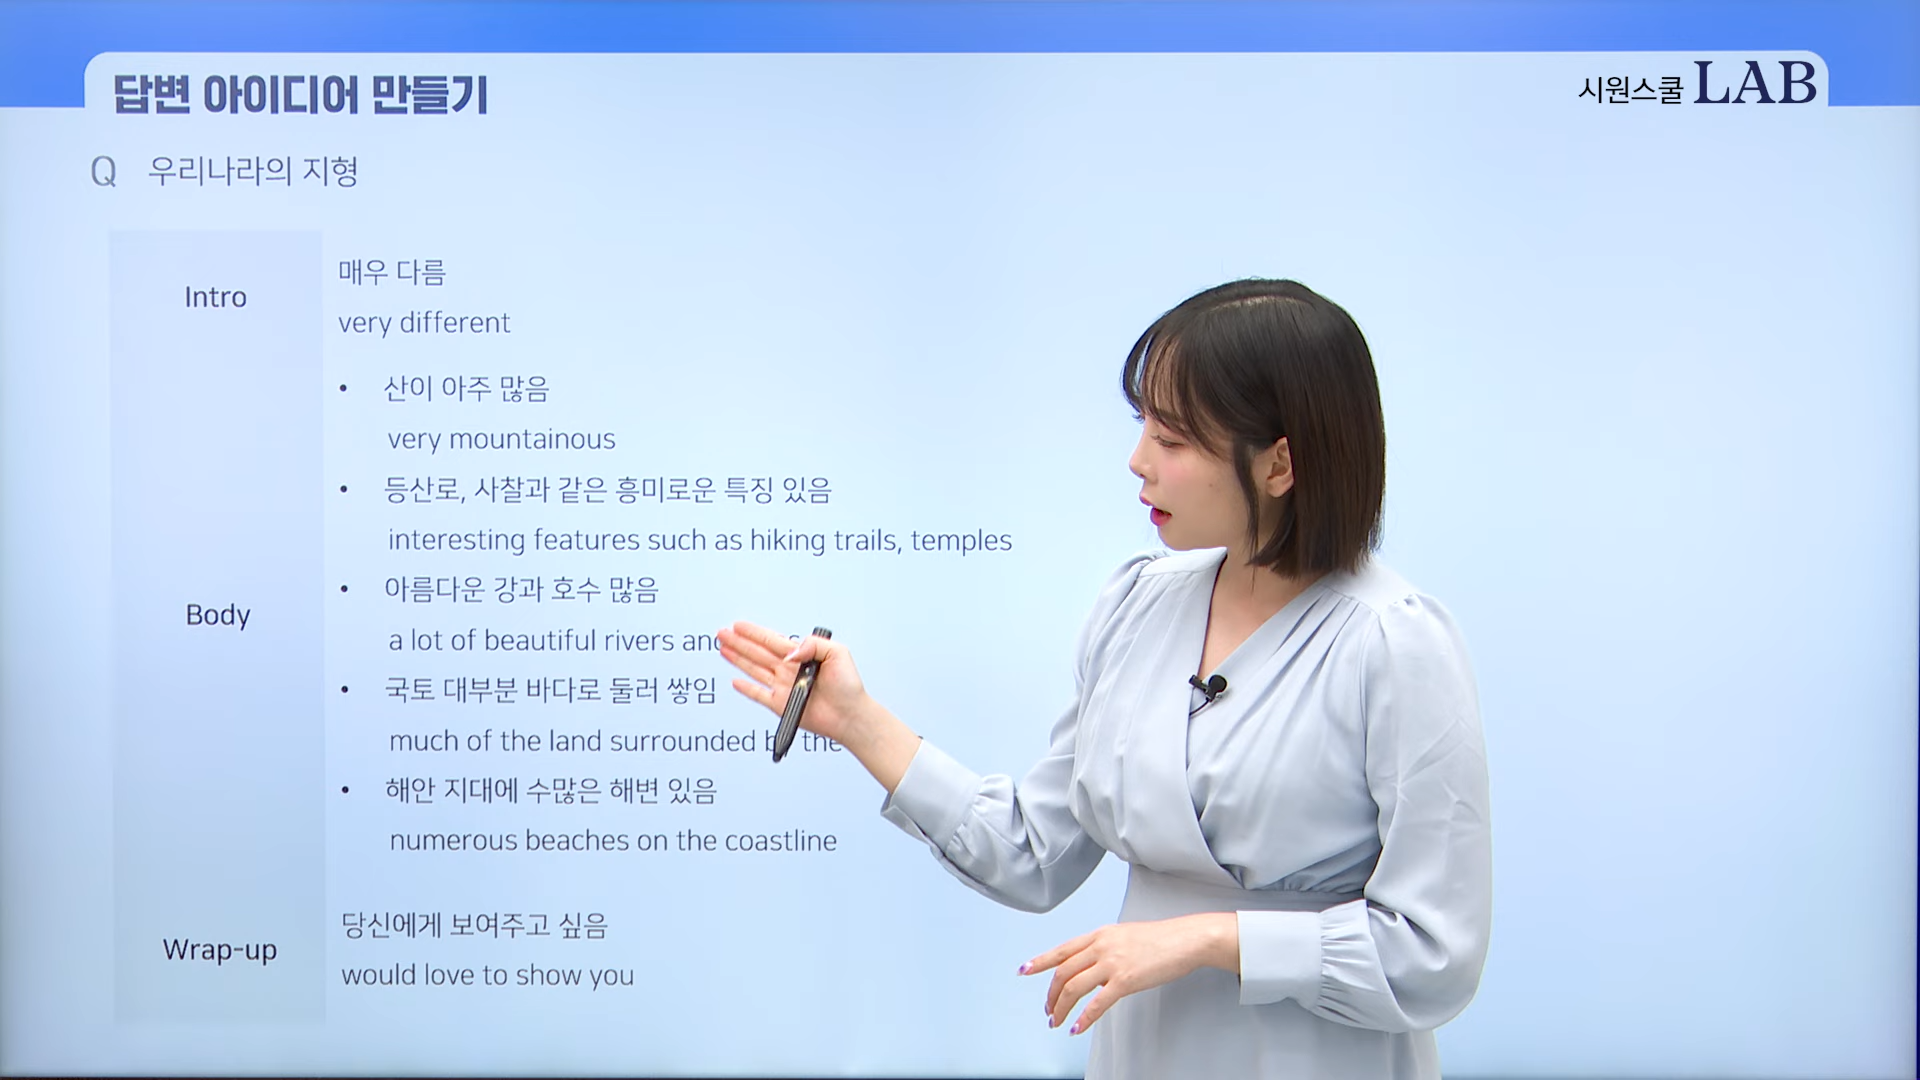 답변 아이디어 만들기
시원스쿨 LAB
Q 우리나라의 지형
Intro
매우 다름
very different
Body
• 산이 아주 많음
very mountainous
• 등산로, 사찰과 같은 흥미로운 특징 있음
interesting features such as hiking trails, temples
• 아름다운 강과 호수 많음
a lot of beautiful rivers and
• 국토 대부분 바다로 둘러 쌓임
much of the land surrounded by the
• 해안 지대에 수많은 해변 있음
numerous beaches on the coastline
Wrap-up
당신에게 보여주고 싶음
would love to show you